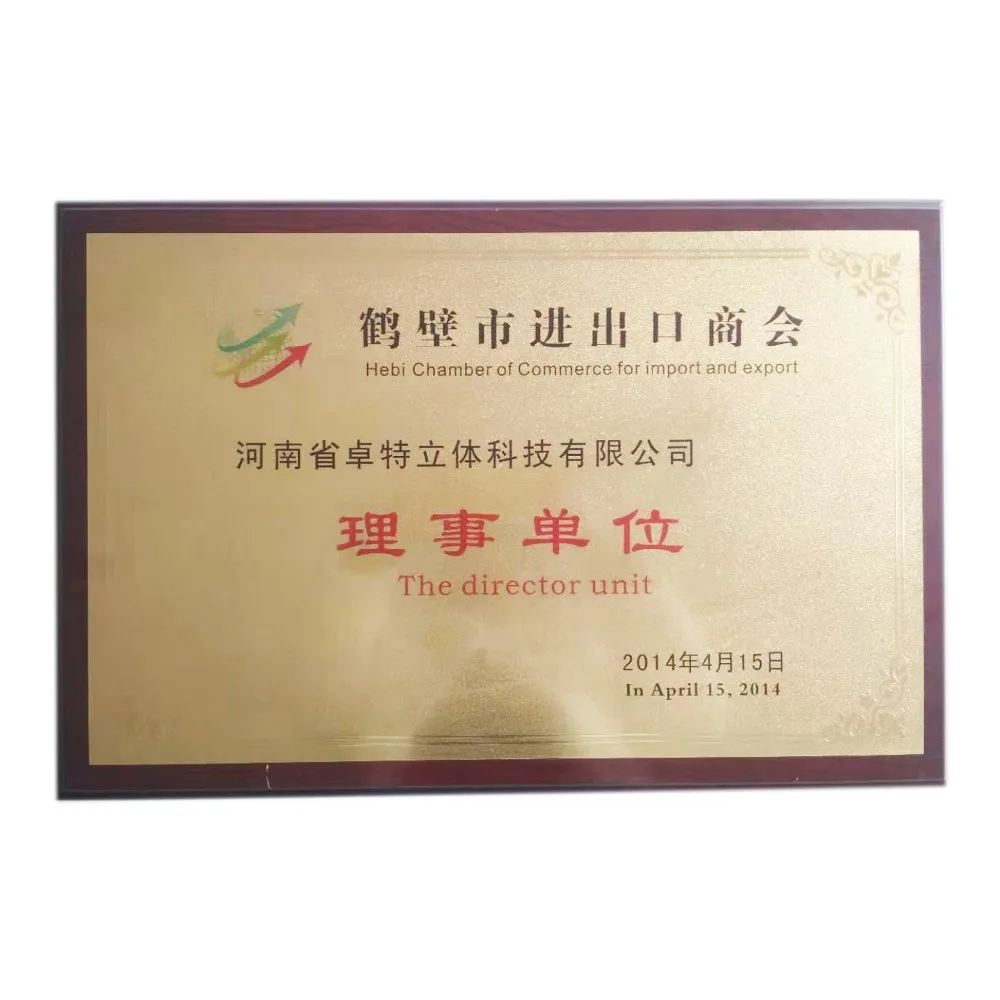 鹤壁市进出口商会
Hebi Chamber of Commerce for import and export
河南省卓特立体科技有限公司
理事单位
The director unit
2014年4月15日
In April 15, 2014